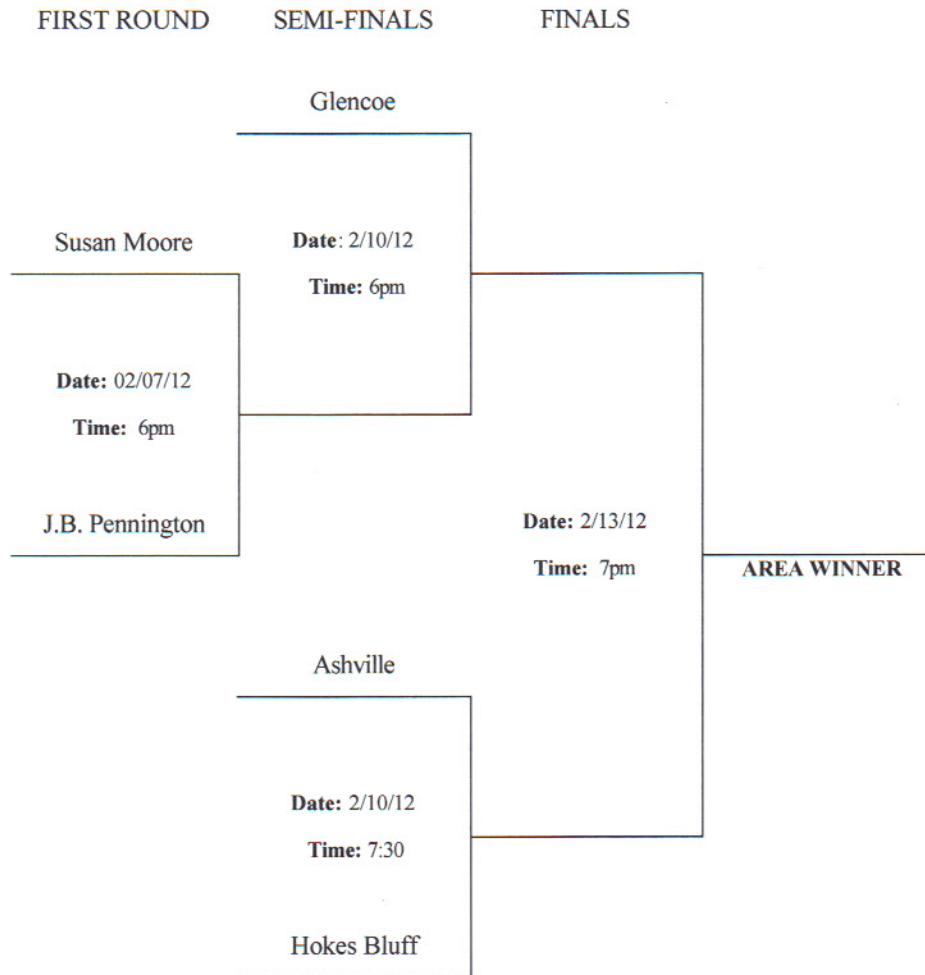 FIRST ROUND SEMI-FINALS FINALS
Glencoe
Susan Moore
Date: 2/10/12
Time: 6pm
Date: 02/07/12
Time: 6pm
J.B. Pennington
Date: 2/13/12
Time: 7pm
AREA WINNER
Ashville
Date: 2/10/12
Time: 7:30
Hokes Bluff